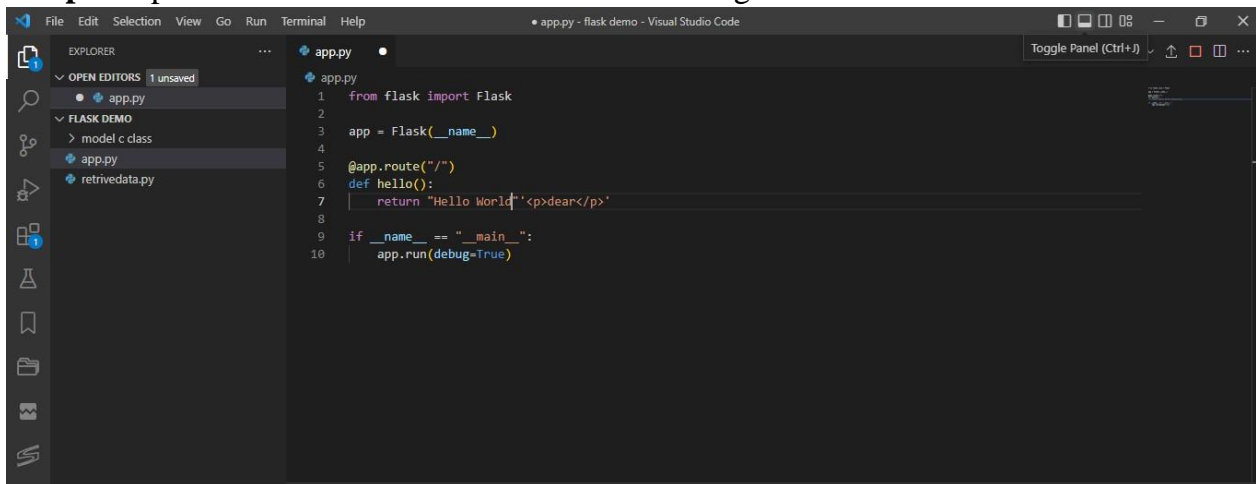 File Edit Selection View Go Run Terminal Help ● app.py - flask demo - Visual Studio Code
Toggle Panel (Ctrl+J)
EXPLORER ...
OPEN EDITORS 1 unsaved
● app.py
FLASK DEMO
> model c class
app.py
retrivedata.py
app.py ●
app.py
1 from flask import Flask
2
3 app = Flask(__name__)
4
5 @app.route("/")
6 def hello():
7 return "Hello World"'<p>dear</p>'
8
9 if __name__ == "__main__":
10 app.run(debug=True)
1
1